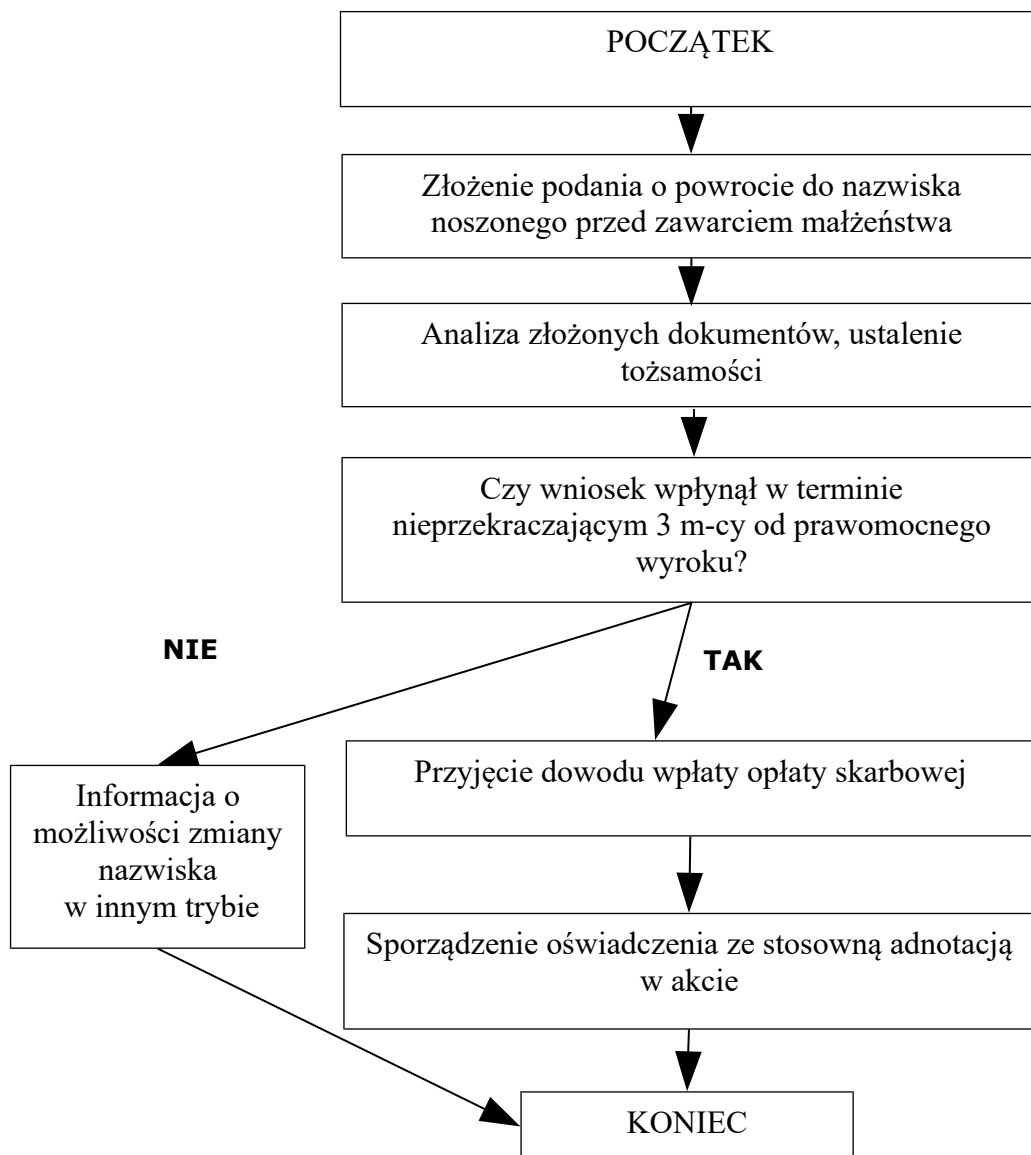 POCZĄTEK
Złożenie podania o powrocie do nazwiska
noszonego przed zawarciem małżeństwa
Analiza złożonych dokumentów, ustalenie
tożsamości
Czy wniosek wpłynął w terminie
nieprzekraczającym 3 m-cy od prawomocnego
wyroku?
NIE
TAK
Informacja o
możliwości zmiany
nazwiska
w innym trybie
Przyjęcie dowodu wpłaty opłaty skarbowej
Sporządzenie oświadczenia ze stosowną adnotacją
w akcie
KONIEC